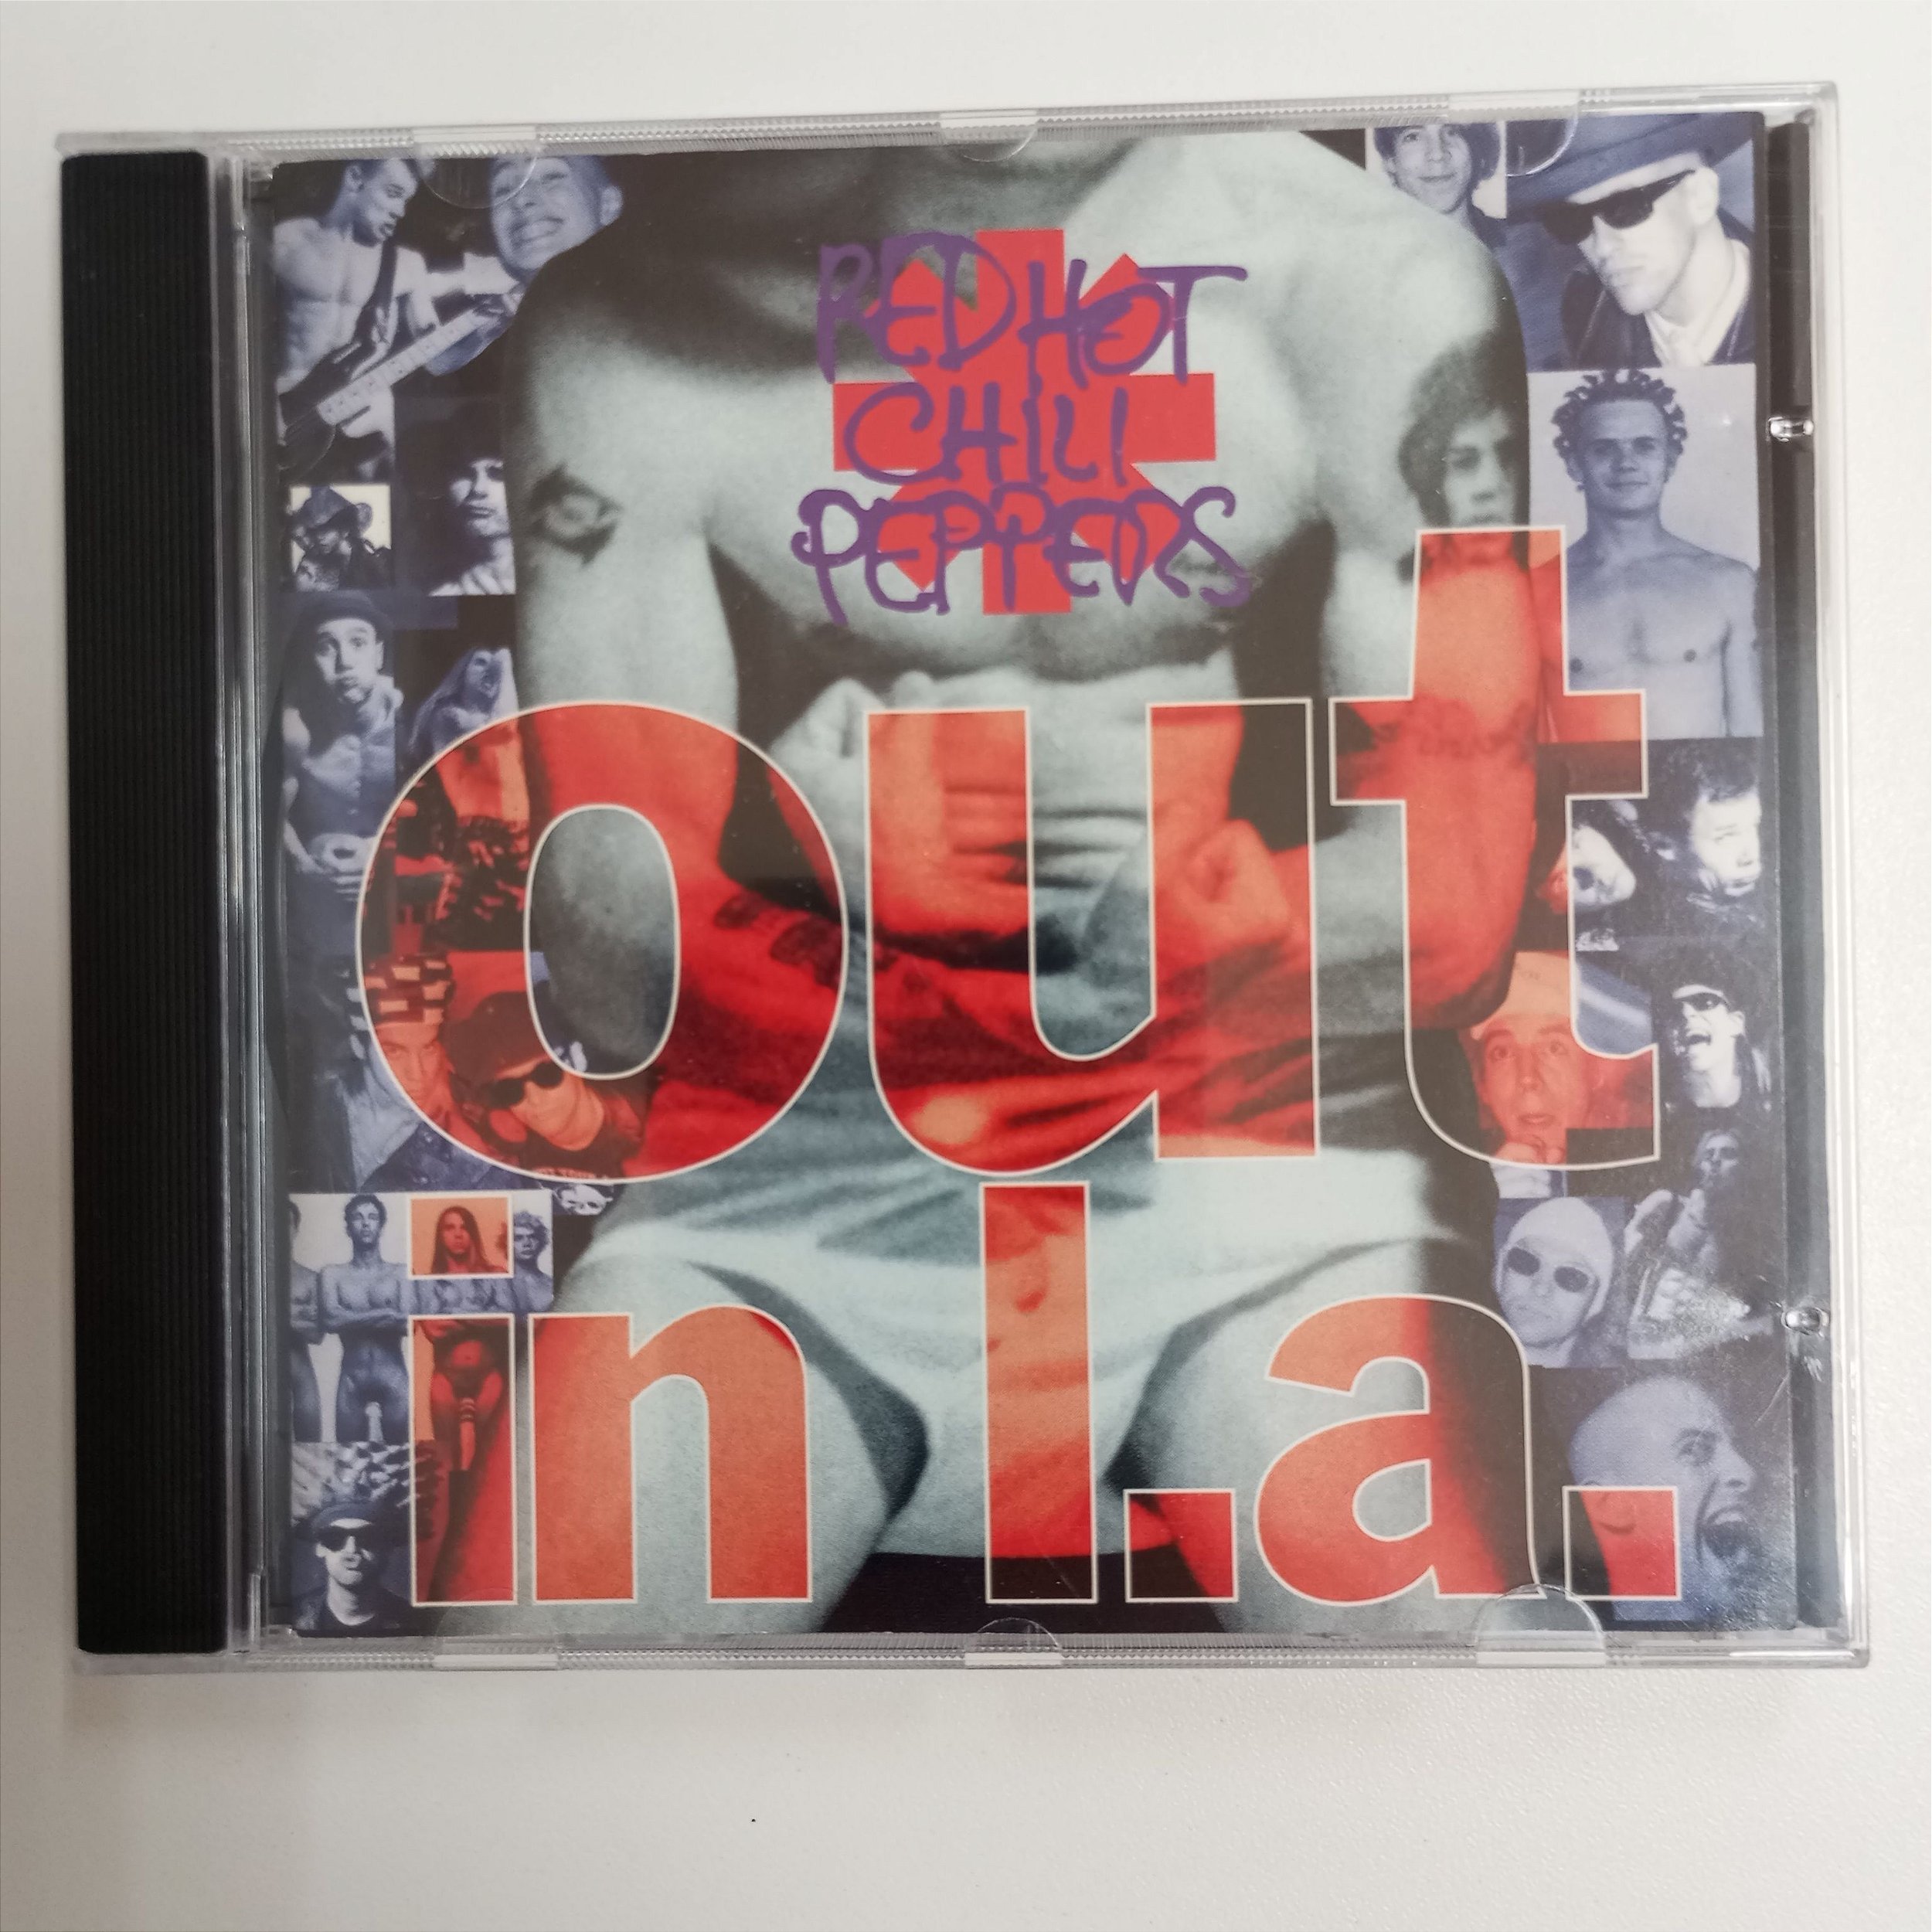 RED HOT
CHILI
PEPPERS
out
in l.a.